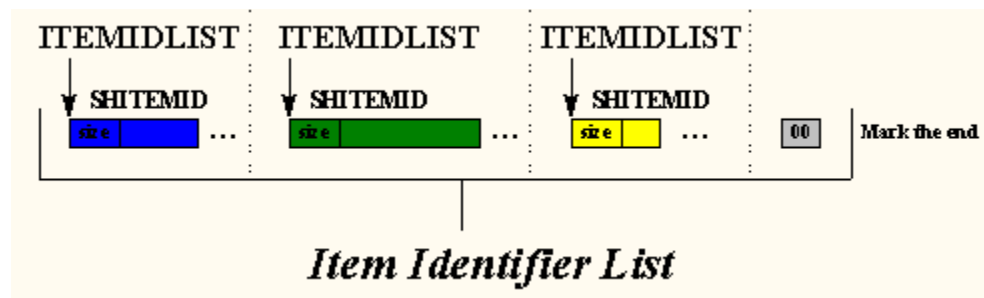 ITEMIDLIST ITEMIDLIST ITEMIDLIST
SHITEMID SHITEMID SHITEMID
size ... size ... size ... 00 Mark the end
Item Identifier List